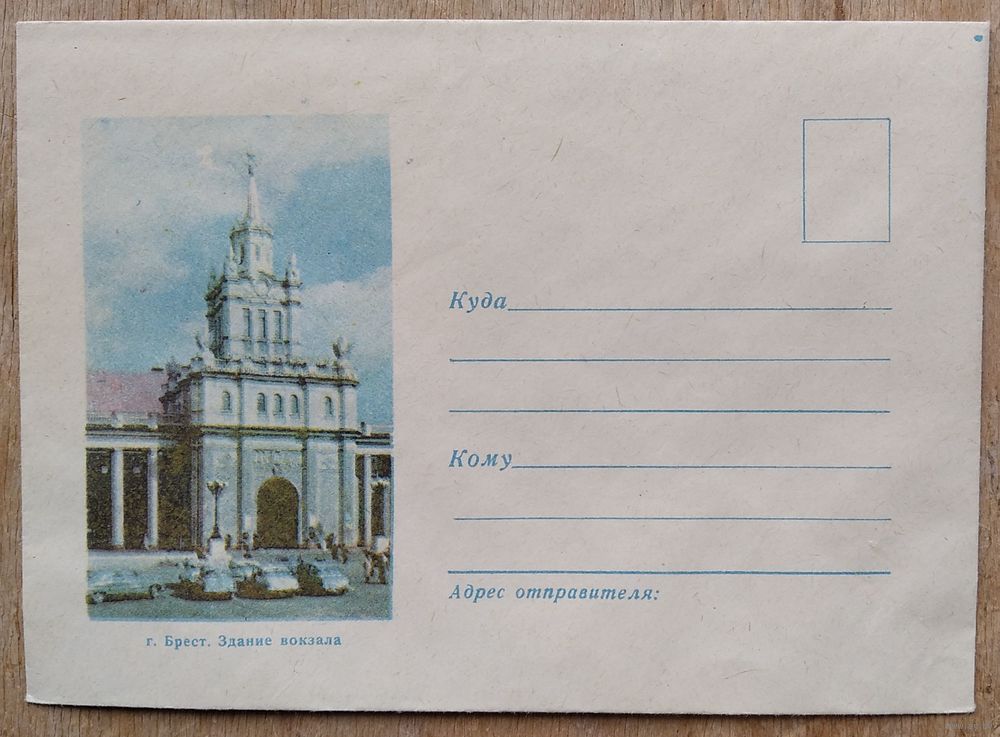 Куда
Кому
Адрес отправителя:
г. Брест. Здание вокзала